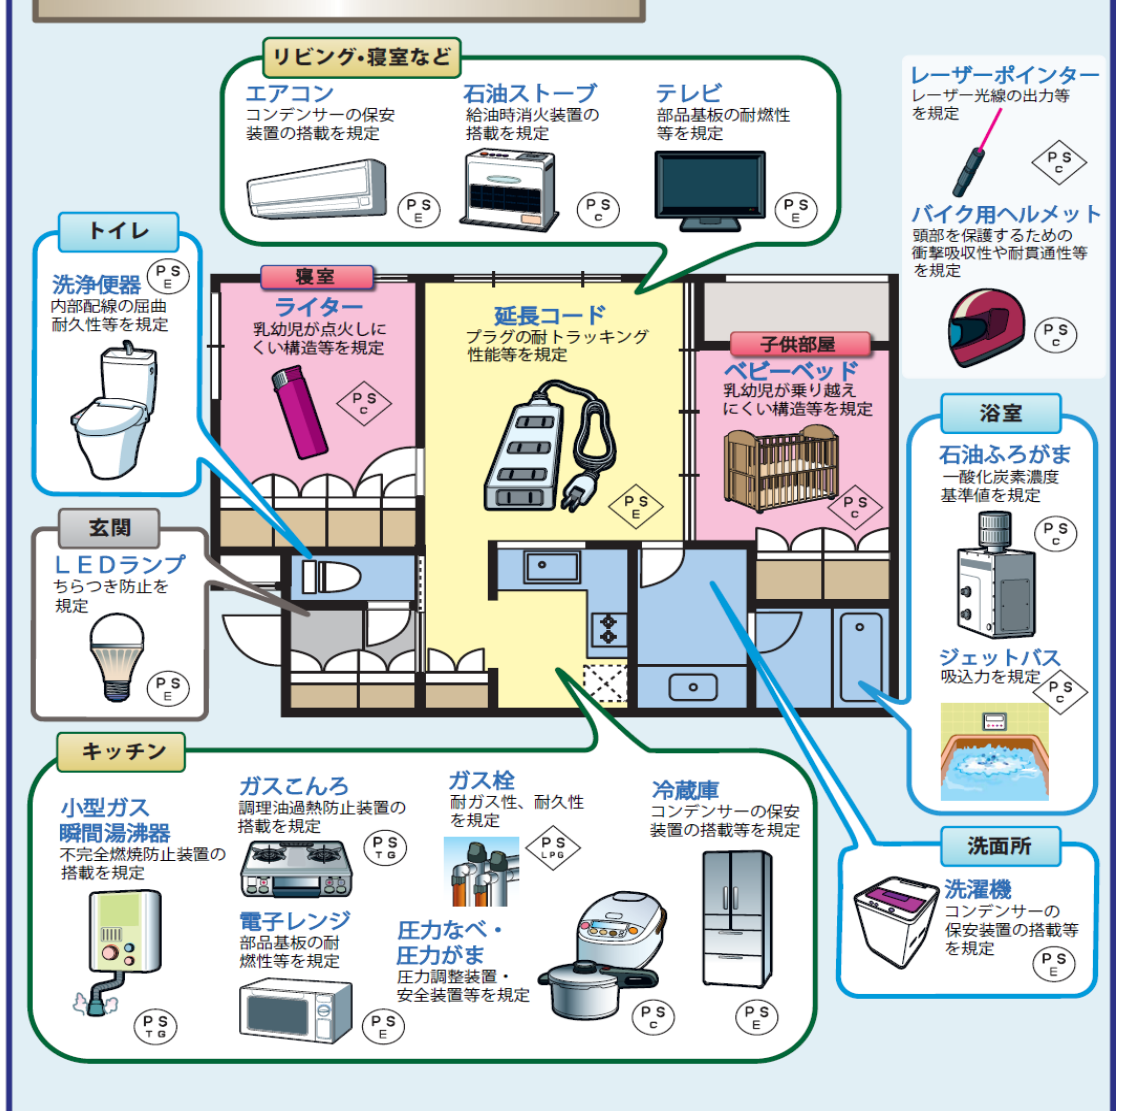 リビング・寝室など
エアコン
コンデンサーの保安
装置の搭載を規定
PS
E
石油ストーブ
給油時消火装置の
搭載を規定
PS
C
テレビ
部品基板の耐燃性
等を規定
PS
E
レーザーポインター
レーザー光線の出力等
を規定
PS
C
バイク用ヘルメット
頭部を保護するための
衝撃吸収性や耐貫通性等
を規定
PS
C
トイレ
洗浄便器
PS
E
内部配線の屈曲
耐久性等を規定
寝室
ライター
乳幼児が点火しに
くい構造等を規定
PS
C
延長コード
プラグの耐トラッキング
性能等を規定
PS
E
子供部屋
ベビーベッド
乳幼児が乗り越え
にくい構造等を規定
PS
C
浴室
石油ふろがま
一酸化炭素濃度
基準値を規定
PS
C
ジェットバス
吸込力を規定
PS
C
玄関
LEDランプ
ちらつき防止を
規定
PS
E
キッチン
小型ガス
瞬間湯沸器
不完全燃焼防止装置の
搭載を規定
PS
TG
ガスこんろ
調理油過熱防止装置の
搭載を規定
PS
TG
電子レンジ
部品基板の耐
燃性等を規定
PS
E
ガス栓
耐ガス性、耐久性
を規定
PS
LPG
圧力なべ・
圧力がま
圧力調整装置・
安全装置等を規定
PS
C
冷蔵庫
コンデンサーの保安
装置の搭載等を規定
PS
E
洗面所
洗濯機
コンデンサーの
保安装置の搭載等
を規定
PS
E